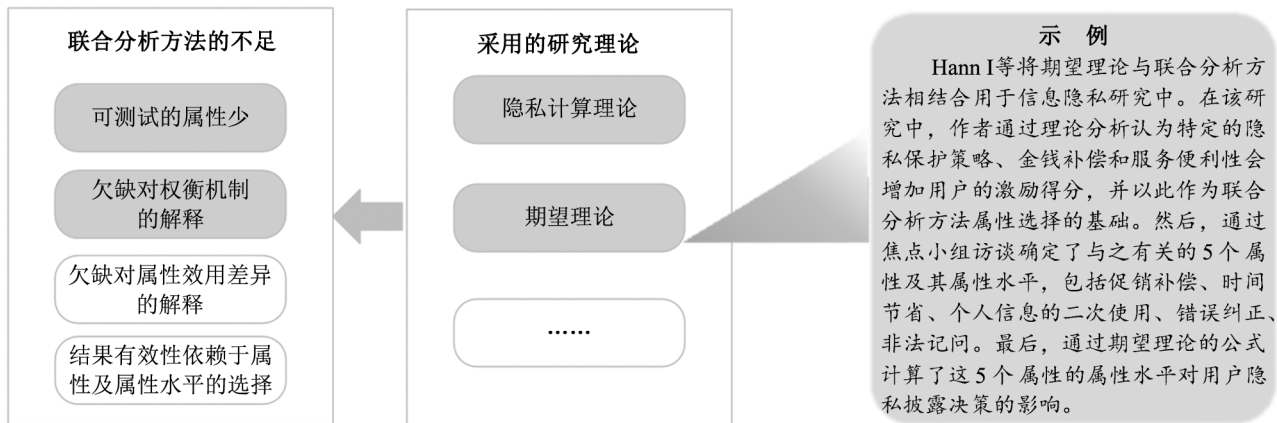 联合分析方法的不足
可测试的属性少
欠缺对权衡机制
的解释
欠缺对属性效用差异
的解释
结果有效性依赖于属
性及属性水平的选择
采用的研究理论
隐私计算理论
期望理论
……
示 例
Hann I等将期望理论与联合分析方
法相结合用于信息隐私研究中。在该研
究中，作者通过理论分析认为特定的隐
私保护策略、金钱补偿和服务便利性会
增加用户的激励得分，并以此作为联合
分析方法属性选择的基础。然后，通过
焦点小组访谈确定了与之有关的5个属
性及其属性水平，包括促销补偿、时间
节省、个人信息的二次使用、错误纠正、
非法记问。最后，通过期望理论的公式
计算了这5个属性的属性水平对用户隐
私披露决策的影响。